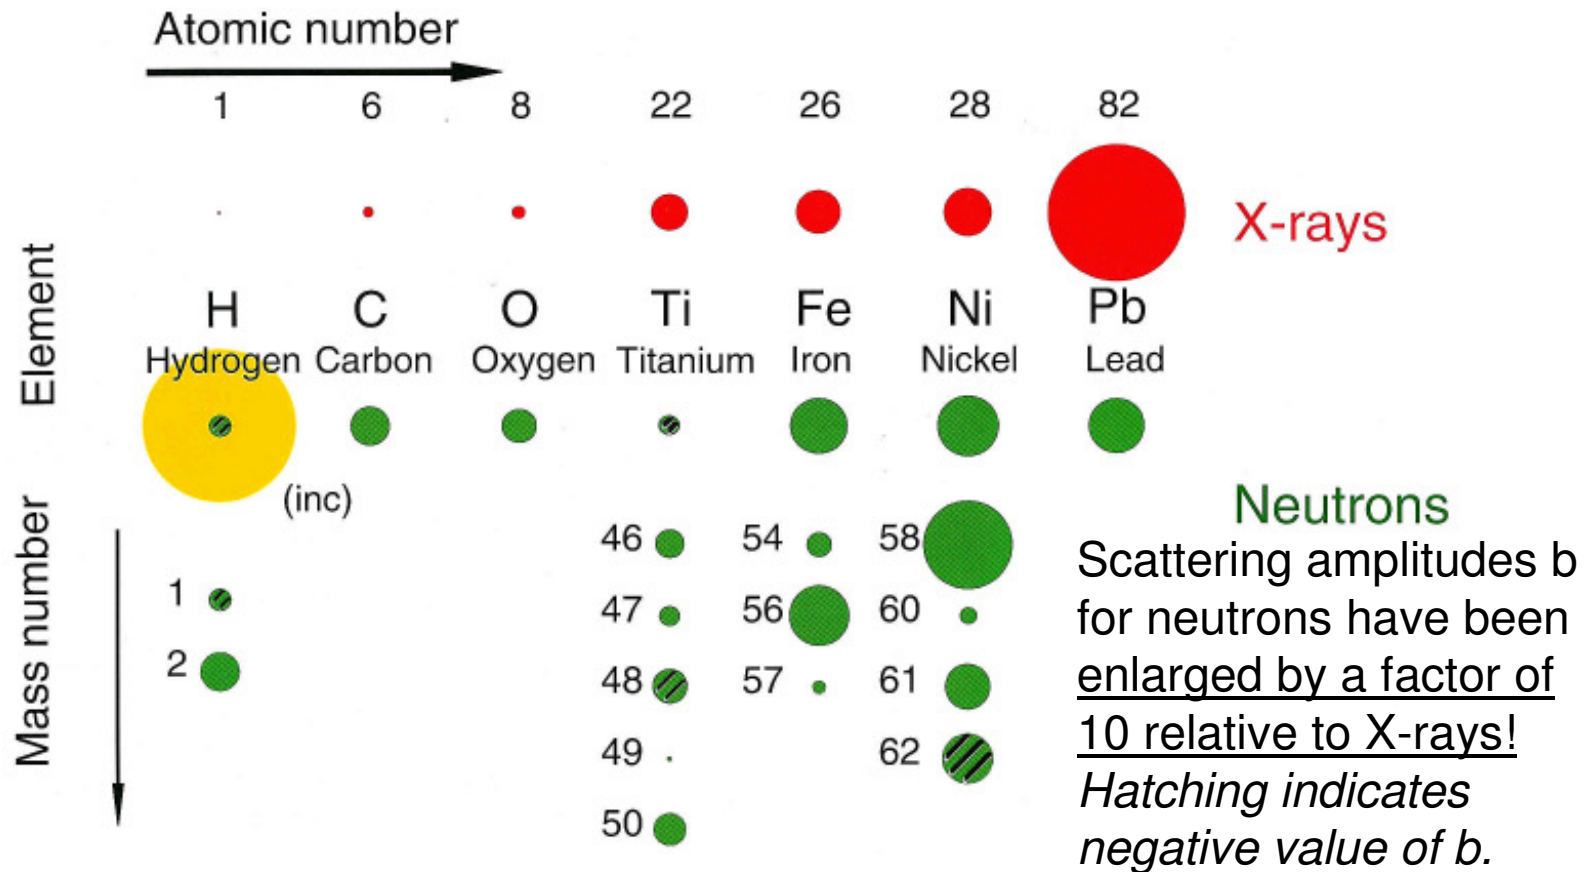 Atomic number
1 6 8 22 26 28 82
X-rays
Element
H C O Ti Fe Ni Pb
Hydrogen Carbon Oxygen Titanium Iron Nickel Lead
(inc)
Mass number
1
2
46
47
48
49
50
54
56
57
58
60
61
62
Neutrons
Scattering amplitudes b
for neutrons have been
enlarged by a factor of
10 relative to X-rays!
Hatching indicates
negative value of b.